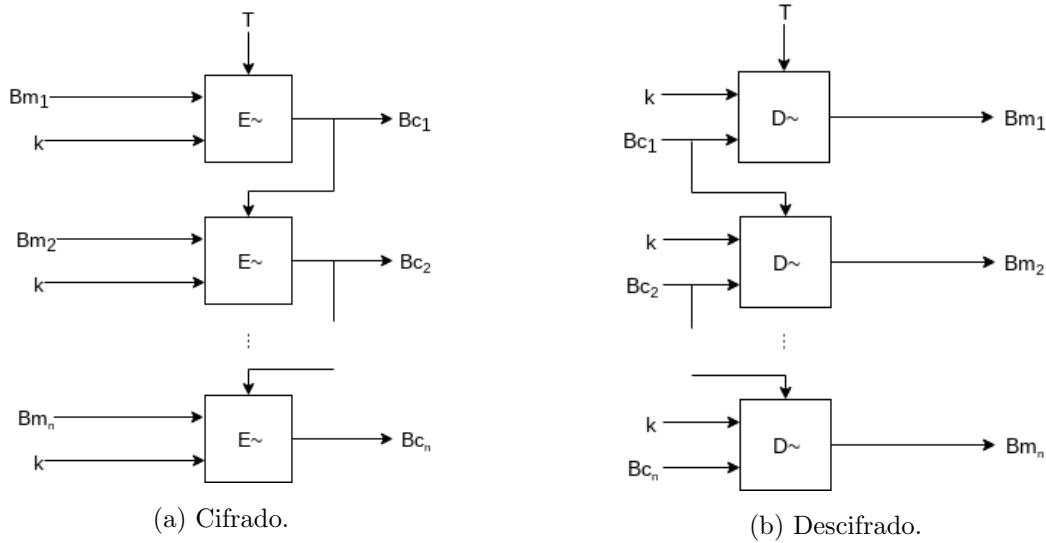 T
Bm₁
E~
Bc₁
k
Bm₂
E~
Bc₂
k
⋮
Bmₙ
E~
Bcₙ
k
(a) Cifrado.
T
k
D~
Bm₁
Bc₁
k
D~
Bm₂
Bc₂
⋮
k
D~
Bmₙ
Bcₙ
(b) Descifrado.